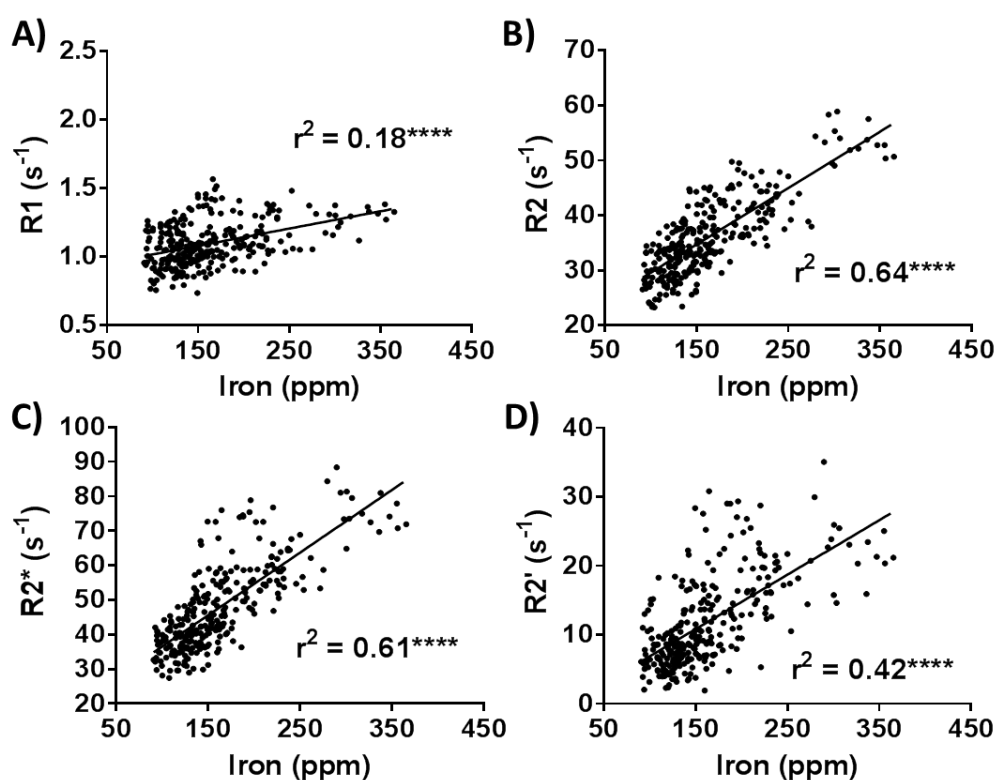 A)
2.5
2.0
1.5
1.0
0.5
R1 (s⁻¹)
r² = 0.18****
50 150 250 350 450
Iron (ppm)
B)
70
60
50
40
30
20
R2 (s⁻¹)
r² = 0.64****
50 150 250 350 450
Iron (ppm)
C)
100
90
80
70
60
50
40
30
20
R2* (s⁻¹)
r² = 0.61****
50 150 250 350 450
Iron (ppm)
D)
40
30
20
10
0
R2' (s⁻¹)
r² = 0.42****
50 150 250 350 450
Iron (ppm)